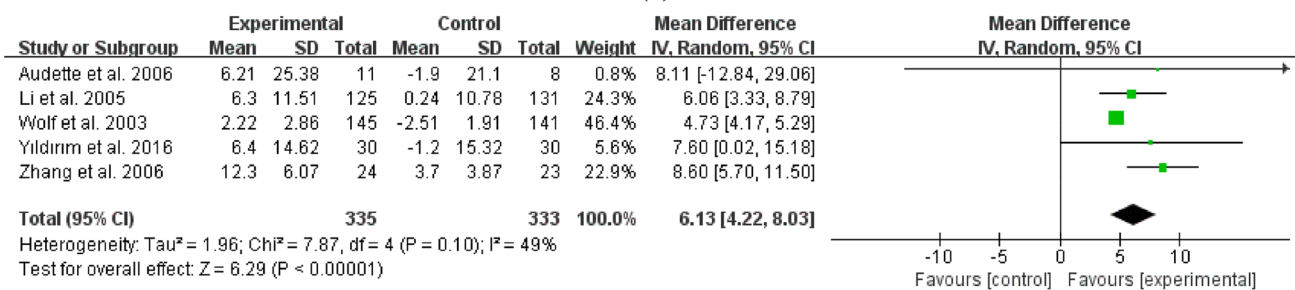 Experimental Control Mean Difference Mean Difference
Study or Subgroup Mean SD Total Mean SD Total Weight IV, Random, 95% CI IV, Random, 95% CI
Audette et al. 2006 6.21 25.38 11 -1.9 21.1 8 0.8% 8.11 [-12.84, 29.06]
Li et al. 2005 6.3 11.51 125 0.24 10.78 131 24.3% 6.06 [3.33, 8.79]
Wolf et al. 2003 2.22 2.86 145 -2.51 1.91 141 46.4% 4.73 [4.17, 5.29]
Yıldırım et al. 2016 6.4 14.62 30 -1.2 15.32 30 5.6% 7.60 [0.02, 15.18]
Zhang et al. 2006 12.3 6.07 24 3.7 3.87 23 22.9% 8.60 [5.70, 11.50]
Total (95% CI) 335 333 100.0% 6.13 [4.22, 8.03]
Heterogeneity: Tau² = 1.96; Chi² = 7.87, df = 4 (P = 0.10); I² = 49%
Test for overall effect: Z = 6.29 (P < 0.00001)
-10 -5 0 5 10
Favours [control] Favours [experimental]